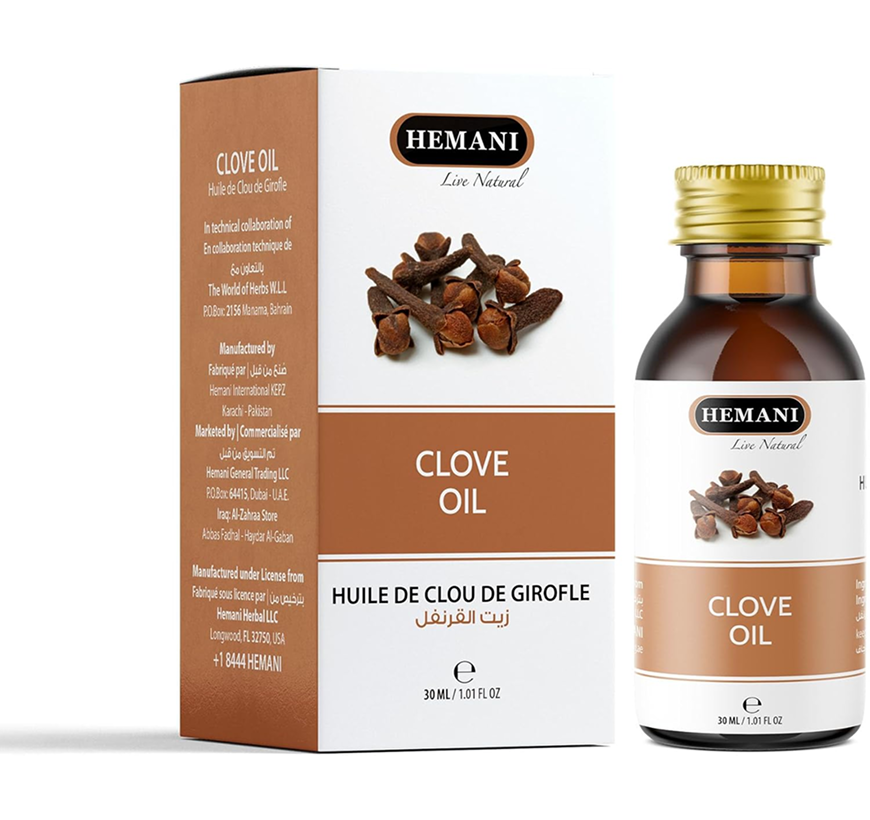 CLOVE OIL
Huile de Clou de Girofle
In technical collaboration of
En collaboration technique de
بالتعاون مع
The World of Herbs W.L.L
P.O.Box: 2156 Manama, Bahrain
Manufactured by
Fabriqué par | صُنع من قبل
Hemani International KEPZ
Karachi - Pakistan
Marketed by | Commercialisé par
تم التسويق من قبل
Hemani General Trading LLC
P.O.Box: 64415, Dubai - U.A.E.
Iraq: Al-Zahraa Store
Abbas Fadhal - Haydar Al-Gaban
Manufactured under License from
Fabriqué sous licence par | بترخيص من
Hemani Herbal LLC
Longwood, FL 32750, USA
+1 8444 HEMANI
HEMANI
Live Natural
CLOVE
OIL
HUILE DE CLOU DE GIROFLE
زيت القرنفل
e
30 ML / 1.01 FL OZ
HEMANI
Live Natural
CLOVE
OIL
e
30 ML / 1.01 FL OZ